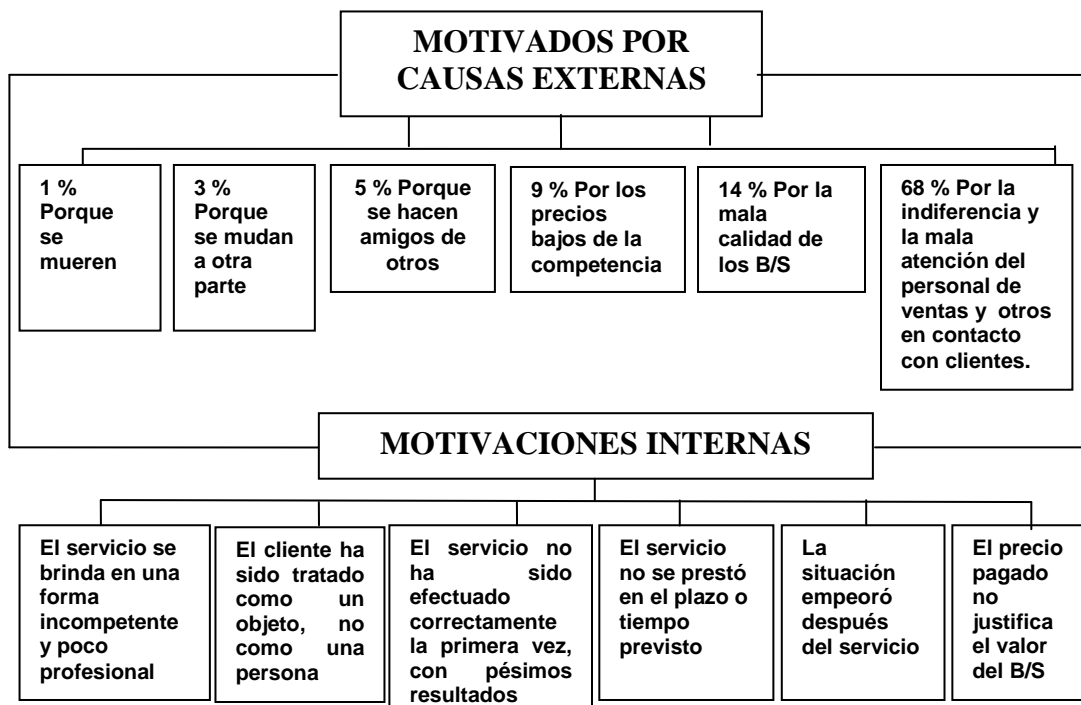 MOTIVADOS POR
CAUSAS EXTERNAS
1 %
Porque
se
mueren
3 %
Porque
se mudan
a otra
parte
5 % Porque
se hacen
amigos de
otros
9 % Por los
precios
bajos de la
competencia
14 % Por la
mala
calidad de
los B/S
68 % Por la
indiferencia y
la mala
atención del
personal de
ventas y otros
en contacto
con clientes.
MOTIVACIONES INTERNAS
El servicio se
brinda en una
forma
incompetente
y poco
profesional
El cliente ha
sido tratado
como un
objeto, no
como una
persona
El servicio no
ha sido
efectuado
correctamente
la primera vez,
con pésimos
resultados
El servicio
no se prestó
en el plazo o
tiempo
previsto
La
situación
empeoró
después
del servicio
El precio
pagado
no
justifica
el valor
del B/S